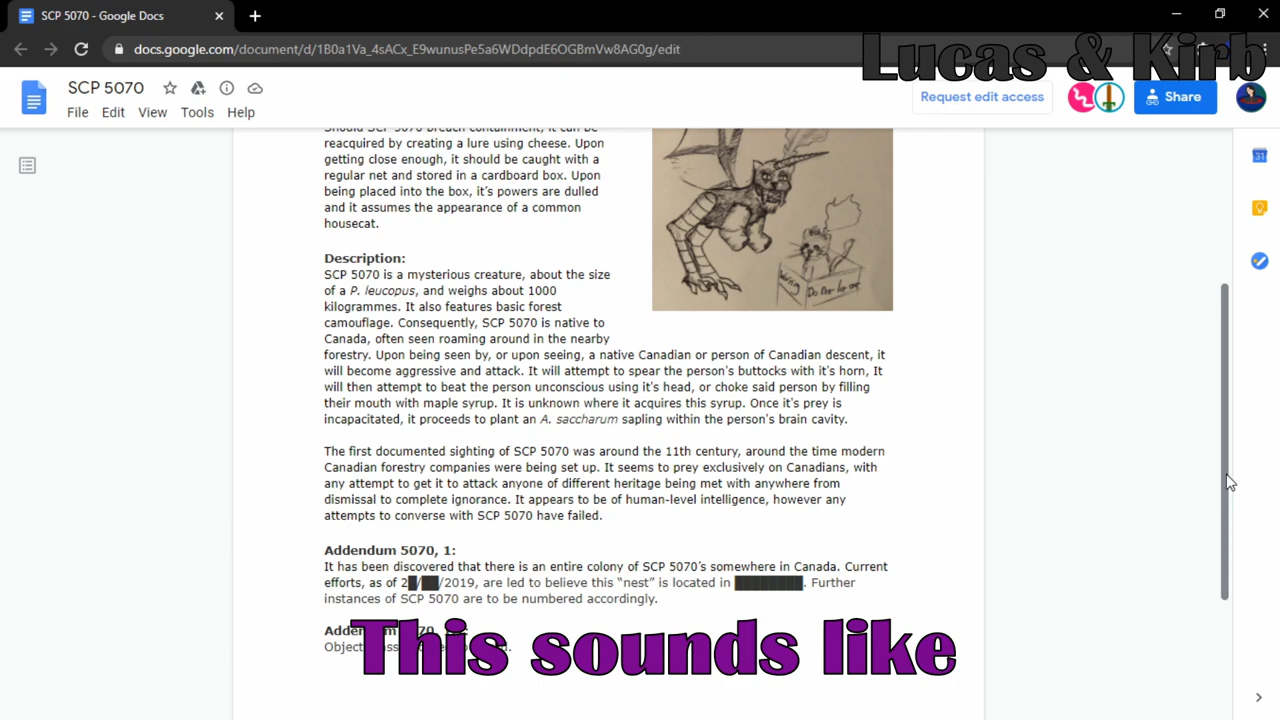 SCP 5070 - Google Docs
docs.google.com/document/d/1B0a1Va_4sACx_E9wunusPe5a6WDdpdE6OGBmVw8AG0g/edit
Lucas & Kirb
SCP 5070
File Edit View Tools Help
Request edit access
Share
Should SCP 5070 breach containment, it can be
reacquired by creating a lure using cheese. Upon
getting close enough, it should be caught with a
regular net and stored in a cardboard box. Upon
being placed into the box, it's powers are dulled
and it assumes the appearance of a common
housecat.
Do not let out
31
Description:
SCP 5070 is a mysterious creature, about the size
of a P. leucopus, and weighs about 1000
kilogrammes. It also features basic forest
camouflage. Consequently, SCP 5070 is native to
Canada, often seen roaming around in the nearby
forestry. Upon being seen by, or upon seeing, a native Canadian or person of Canadian descent, it
will become aggressive and attack. It will attempt to spear the person's buttocks with it's horn, It
will then attempt to beat the person unconscious using it's head, or choke said person by filling
their mouth with maple syrup. It is unknown where it acquires this syrup. Once it's prey is
incapacitated, it proceeds to plant an A. saccharum sapling within the person's brain cavity.
The first documented sighting of SCP 5070 was around the 11th century, around the time modern
Canadian forestry companies were being set up. It seems to prey exclusively on Canadians, with
any attempt to get it to attack anyone of different heritage being met with anywhere from
dismissal to complete ignorance. It appears to be of human-level intelligence, however any
attempts to converse with SCP 5070 have failed.
Addendum 5070, 1:
It has been discovered that there is an entire colony of SCP 5070's somewhere in Canada. Current
efforts, as of 2█/██/2019, are led to believe this "nest" is located in ████████. Further
instances of SCP 5070 are to be numbered accordingly.
This sounds like